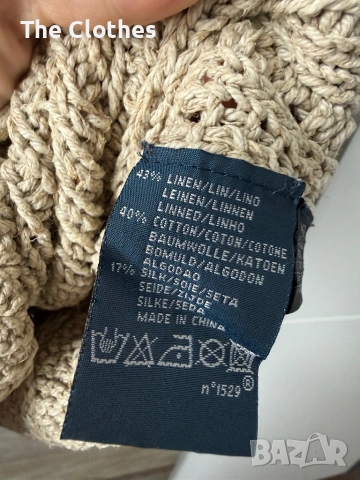 The Clothes
43% LINEN/LIN/LINO
LEINEN/LINNEN
LINNED/LINHO
40% COTTON/COTON/COTONE
BAUMWOLLE/KATOEN
BOMULD/ALGODON
ALGODAO
17% SILK/SOIE/SETA
SEIDE/ZIJDE
SILKE/SEDA
MADE IN CHINA
n°1529®
BAZAR